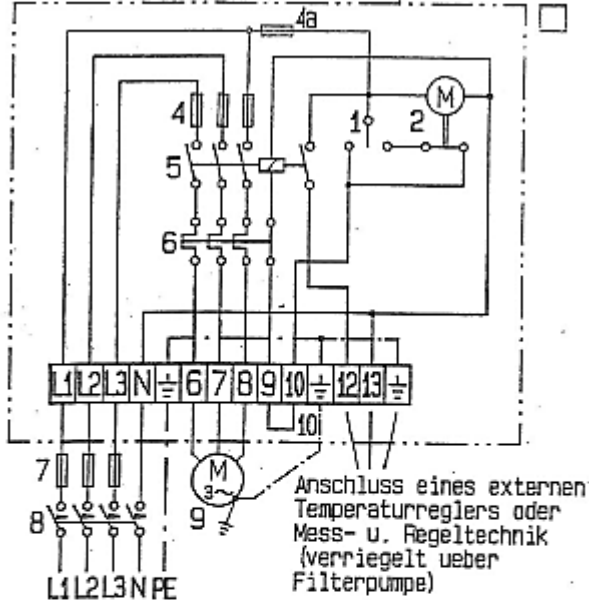 4a
4
1
M
2
5
6
L1 L2 L3 N 6 7 8 9 10 12 13
10
7
M
3~
9
8
Anschluss eines externen
Temperaturreglers oder
Mess- u. Regeltechnik
(verriegelt ueber
Filterpumpe)
L1 L2 L3 N PE